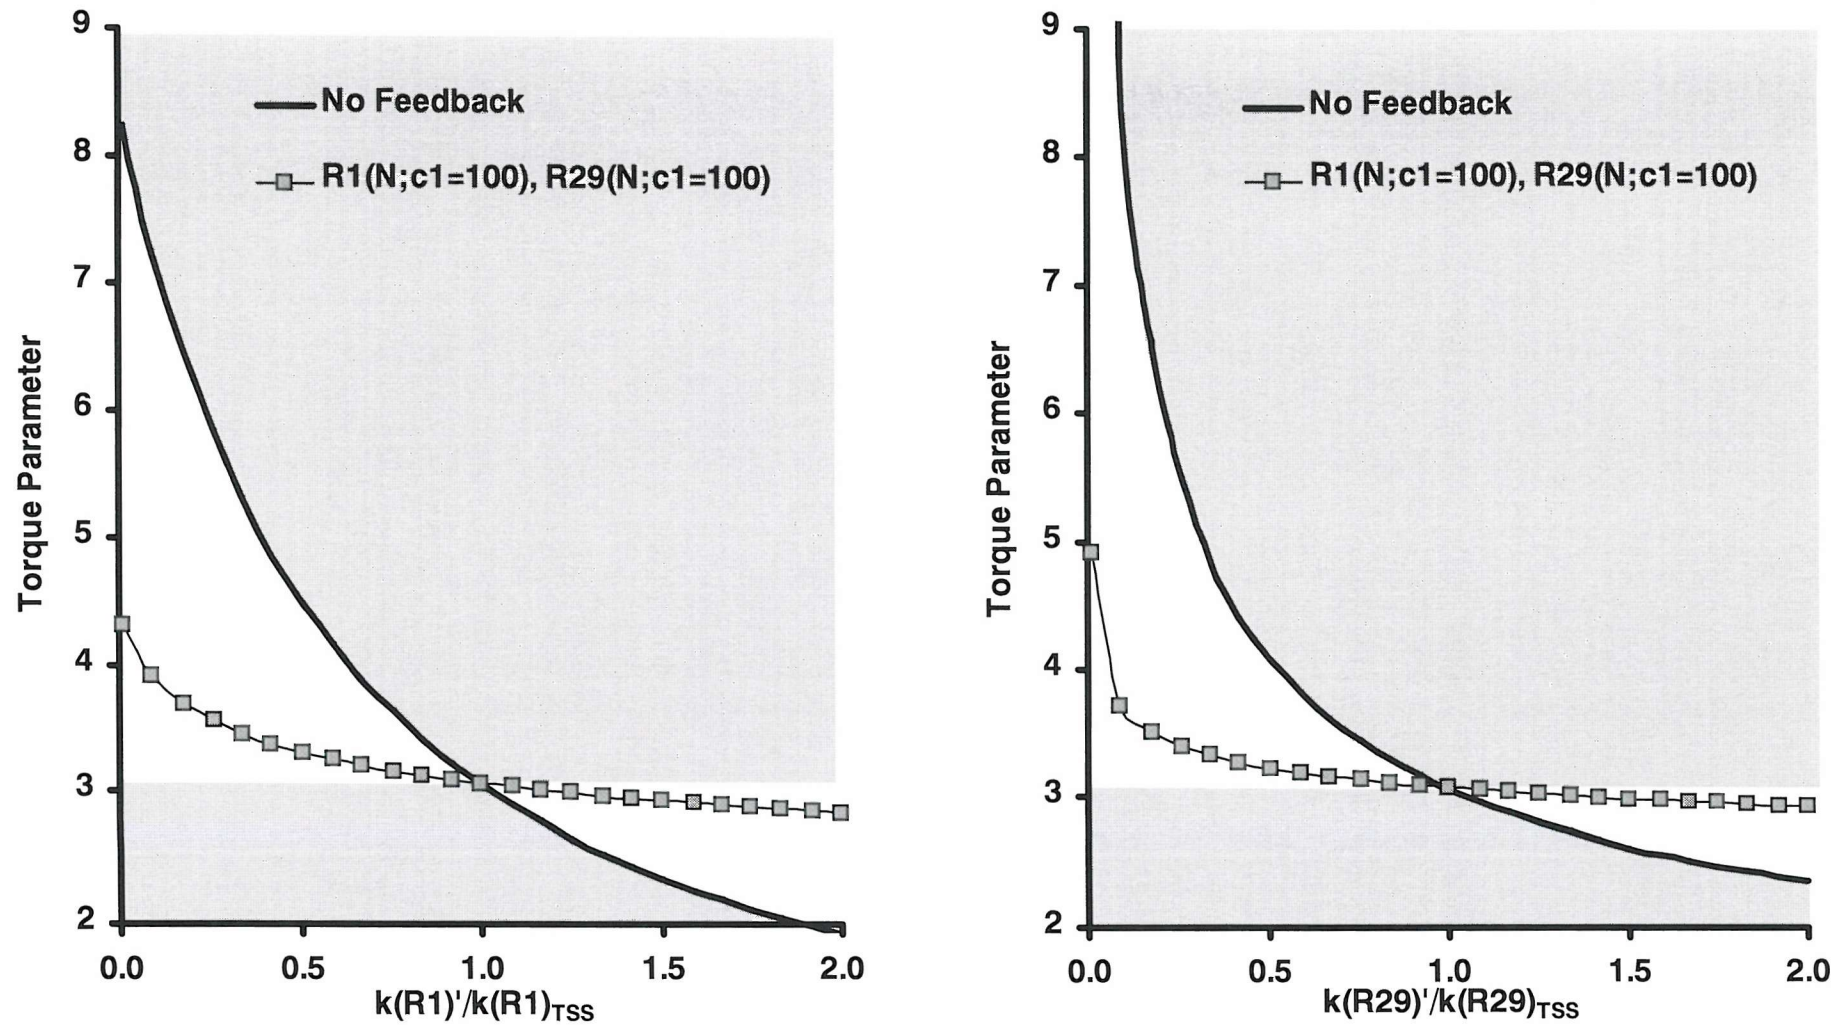 9
8
7
6
5
4
3
2
Torque Parameter
No Feedback
R1(N;c1=100), R29(N;c1=100)
0.0 0.5 1.0 1.5 2.0
k(R1)'/k(R1)TSS
9
8
7
6
5
4
3
2
Torque Parameter
No Feedback
R1(N;c1=100), R29(N;c1=100)
0.0 0.5 1.0 1.5 2.0
k(R29)'/k(R29)TSS